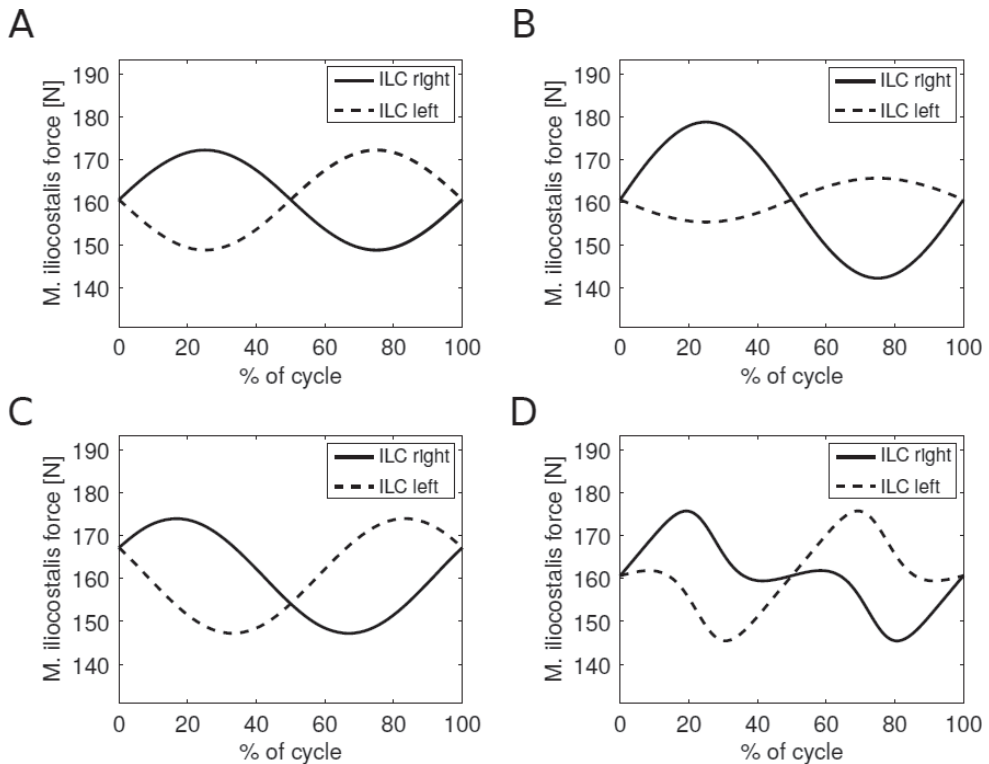 A
M. iliocostalis force [N]
190
180
170
160
150
140
0 20 40 60 80 100
% of cycle
ILC right
ILC left
B
M. iliocostalis force [N]
190
180
170
160
150
140
0 20 40 60 80 100
% of cycle
ILC right
ILC left
C
M. iliocostalis force [N]
190
180
170
160
150
140
0 20 40 60 80 100
% of cycle
ILC right
ILC left
D
M. iliocostalis force [N]
190
180
170
160
150
140
0 20 40 60 80 100
% of cycle
ILC right
ILC left